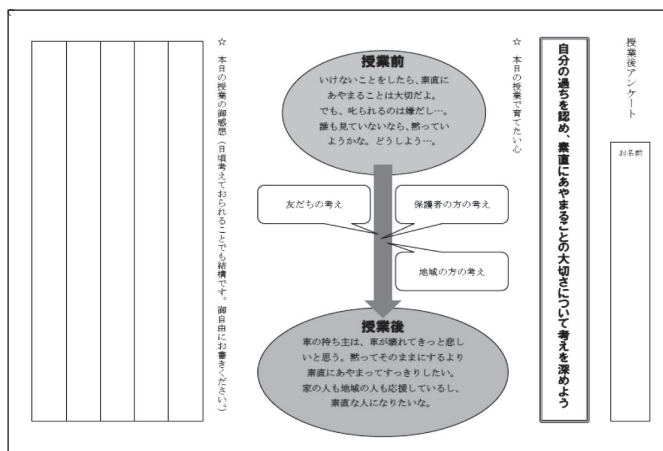 授業後アンケート
お名前
自分の過ちを認め、素直にあやまることの大切さについて考えを深めよう
☆ 本日の授業で育てたい心
授業前
いけないことをしたら、素直に
あやまることは大切だよ。
でも、叱られるのは嫌だし…。
誰も見ていないなら、黙ってい
ようかな。どうしよう…。
友だちの考え
保護者の方の考え
地域の方の考え
授業後
車の持ち主は、車が壊れてきっと悲し
いと思う。黙ってそのままにするより
素直にあやまってすっきりしたい。
家の人も地域の人も応援しているし、
素直な人になりたいな。
☆ 本日の授業の御感想（日頃考えておられることでも結構です。御自由にお書きください。）